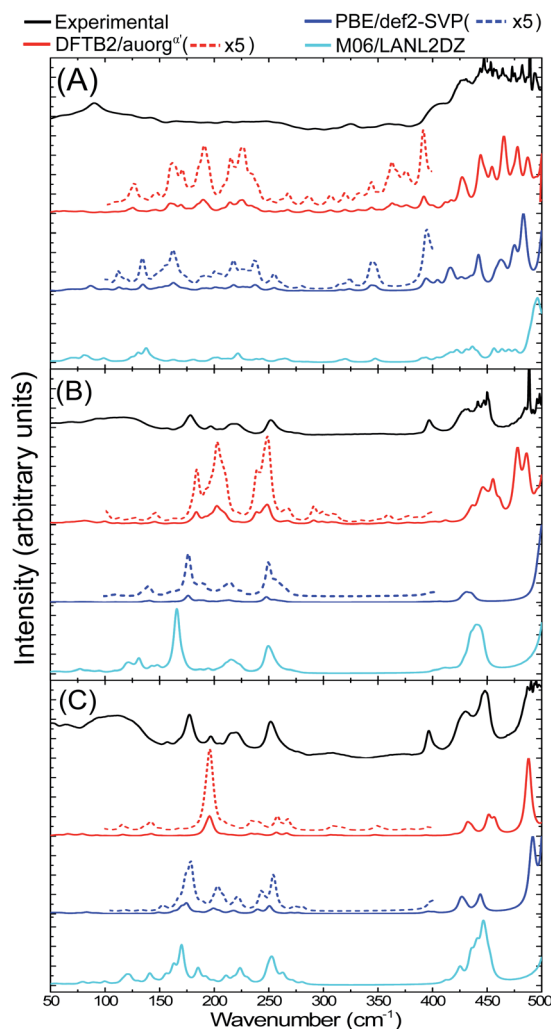 Experimental
PBE/def2-SVP( x5)
DFTB2/auorgα'( x5)
M06/LANL2DZ
(A)
(B)
(C)
Intensity (arbitrary units)
50 100 150 200 250 300 350 400 450 500
Wavenumber (cm-1)